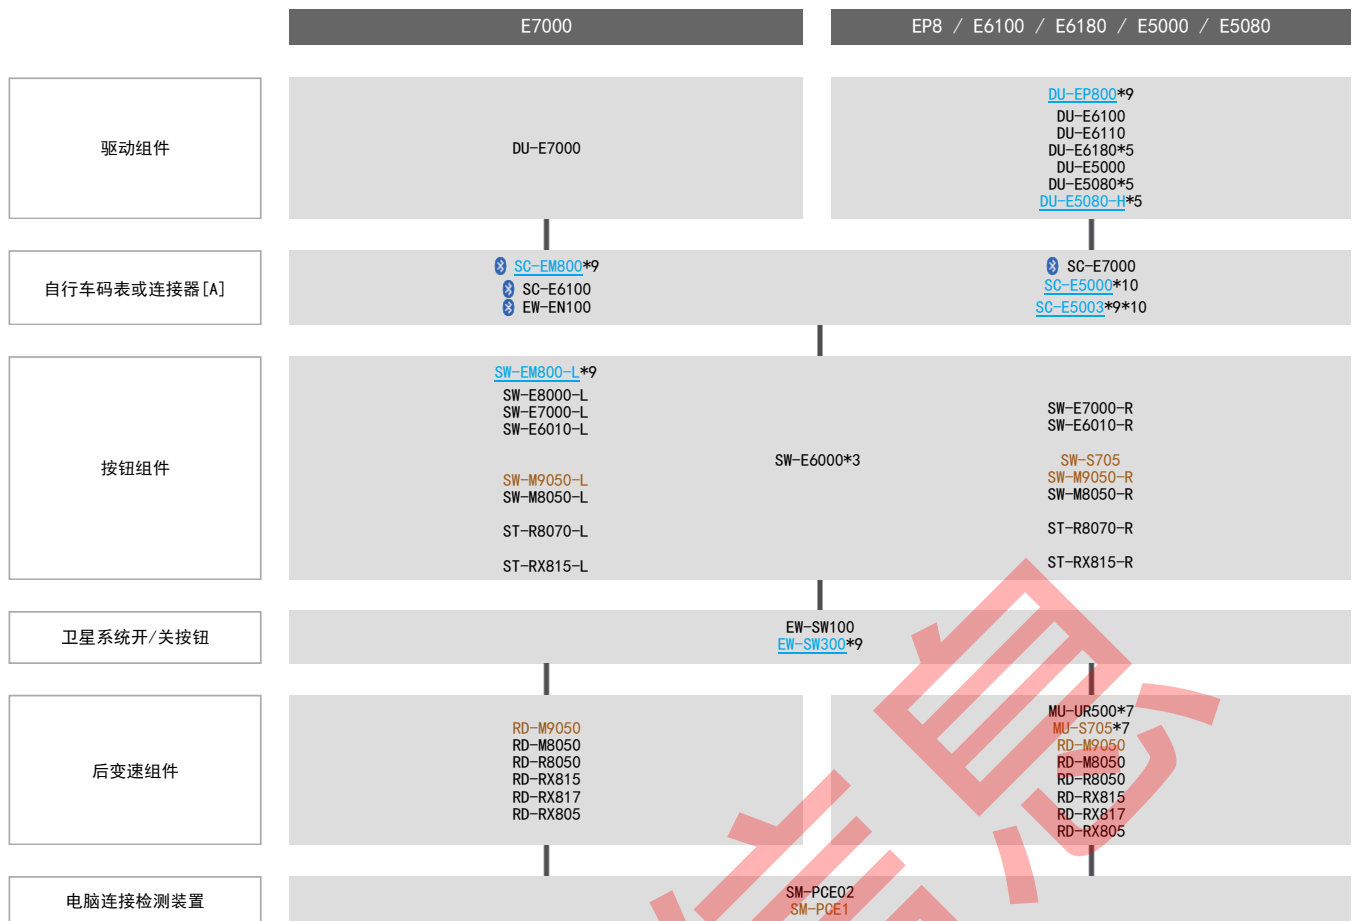 E7000
EP8 / E6100 / E6180 / E5000 / E5080
驱动组件
DU-E7000
DU-EP800*9
DU-E6100
DU-E6110
DU-E6180*5
DU-E5000
DU-E5080*5
DU-E5080-H*5
自行车码表或连接器[A]
SC-EM800*9
SC-E6100
EW-EN100
SC-E7000
SC-E5000*10
SC-E5003*9*10
按钮组件
SW-EM800-L*9
SW-E8000-L
SW-E7000-L
SW-E6010-L
SW-M9050-L
SW-M8050-L
ST-R8070-L
ST-RX815-L
SW-E6000*3
SW-E7000-R
SW-E6010-R
SW-S705
SW-M9050-R
SW-M8050-R
ST-R8070-R
ST-RX815-R
卫星系统开/关按钮
EW-SW100
EW-SW300*9
后变速组件
RD-M9050
RD-M8050
RD-R8050
RD-RX815
RD-RX817
RD-RX805
MU-UR500*7
MU-S705*7
RD-M9050
RD-M8050
RD-R8050
RD-RX815
RD-RX817
RD-RX805
电脑连接检测装置
SM-PCE02
SM-PCE1
信息